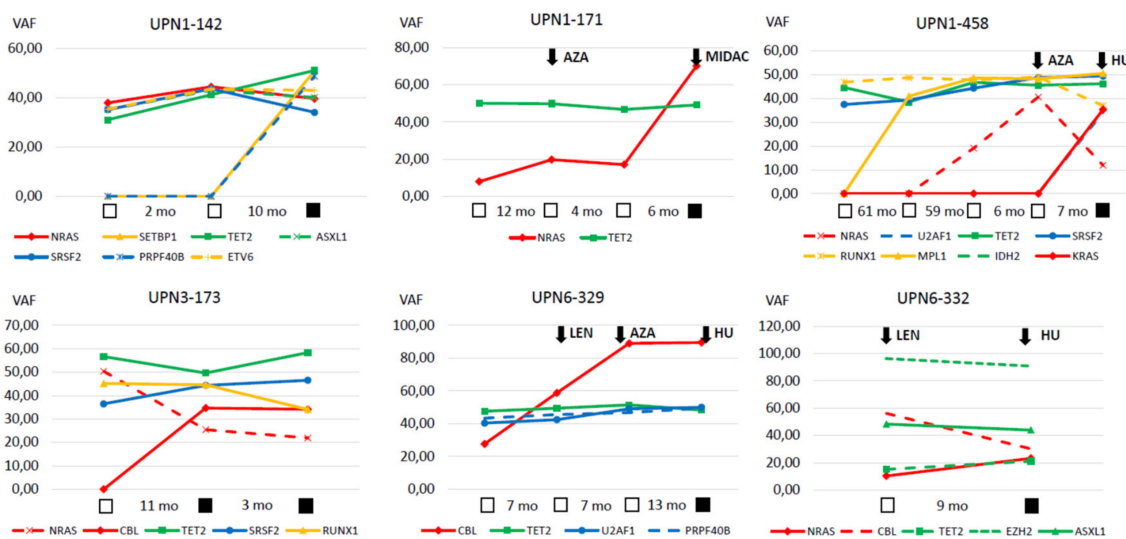 UPN1-142
VAF
60,00
40,00
20,00
0,00
2 mo 10 mo
NRAS SETBP1 TET2 ASXL1
SRSF2 PRPF40B ETV6
UPN1-171
VAF
80,00
60,00
40,00
20,00
0,00
AZA MIDAC
12 mo 4 mo 6 mo
NRAS TET2
UPN1-458
VAF
60,00
50,00
40,00
30,00
20,00
10,00
0,00
AZA HU
61 mo 59 mo 6 mo 7 mo
NRAS U2AF1 TET2 SRSF2
RUNX1 MPL1 IDH2 KRAS
UPN3-173
VAF
70,00
60,00
50,00
40,00
30,00
20,00
10,00
0,00
11 mo 3 mo
NRAS CBL TET2 SRSF2 RUNX1
UPN6-329
VAF
100,00
80,00
60,00
40,00
20,00
0,00
LEN AZA HU
7 mo 7 mo 13 mo
CBL TET2 U2AF1 PRPF40B
UPN6-332
VAF
120,00
100,00
80,00
60,00
40,00
20,00
0,00
LEN HU
9 mo
NRAS CBL TET2 EZH2 ASXL1